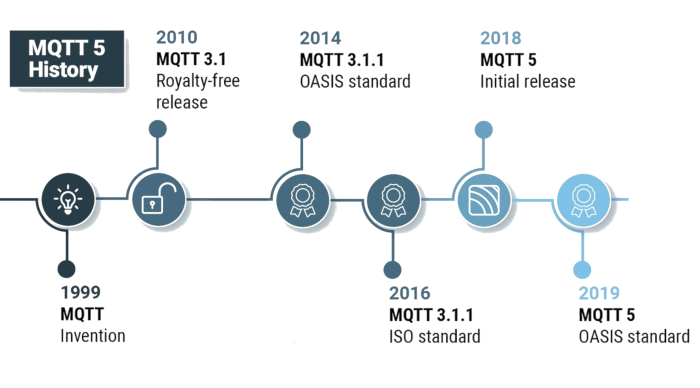 MQTT 5
History
2010
MQTT 3.1
Royalty-free
release
2014
MQTT 3.1.1
OASIS standard
2018
MQTT 5
Initial release
1999
MQTT
Invention
2016
MQTT 3.1.1
ISO standard
2019
MQTT 5
OASIS standard